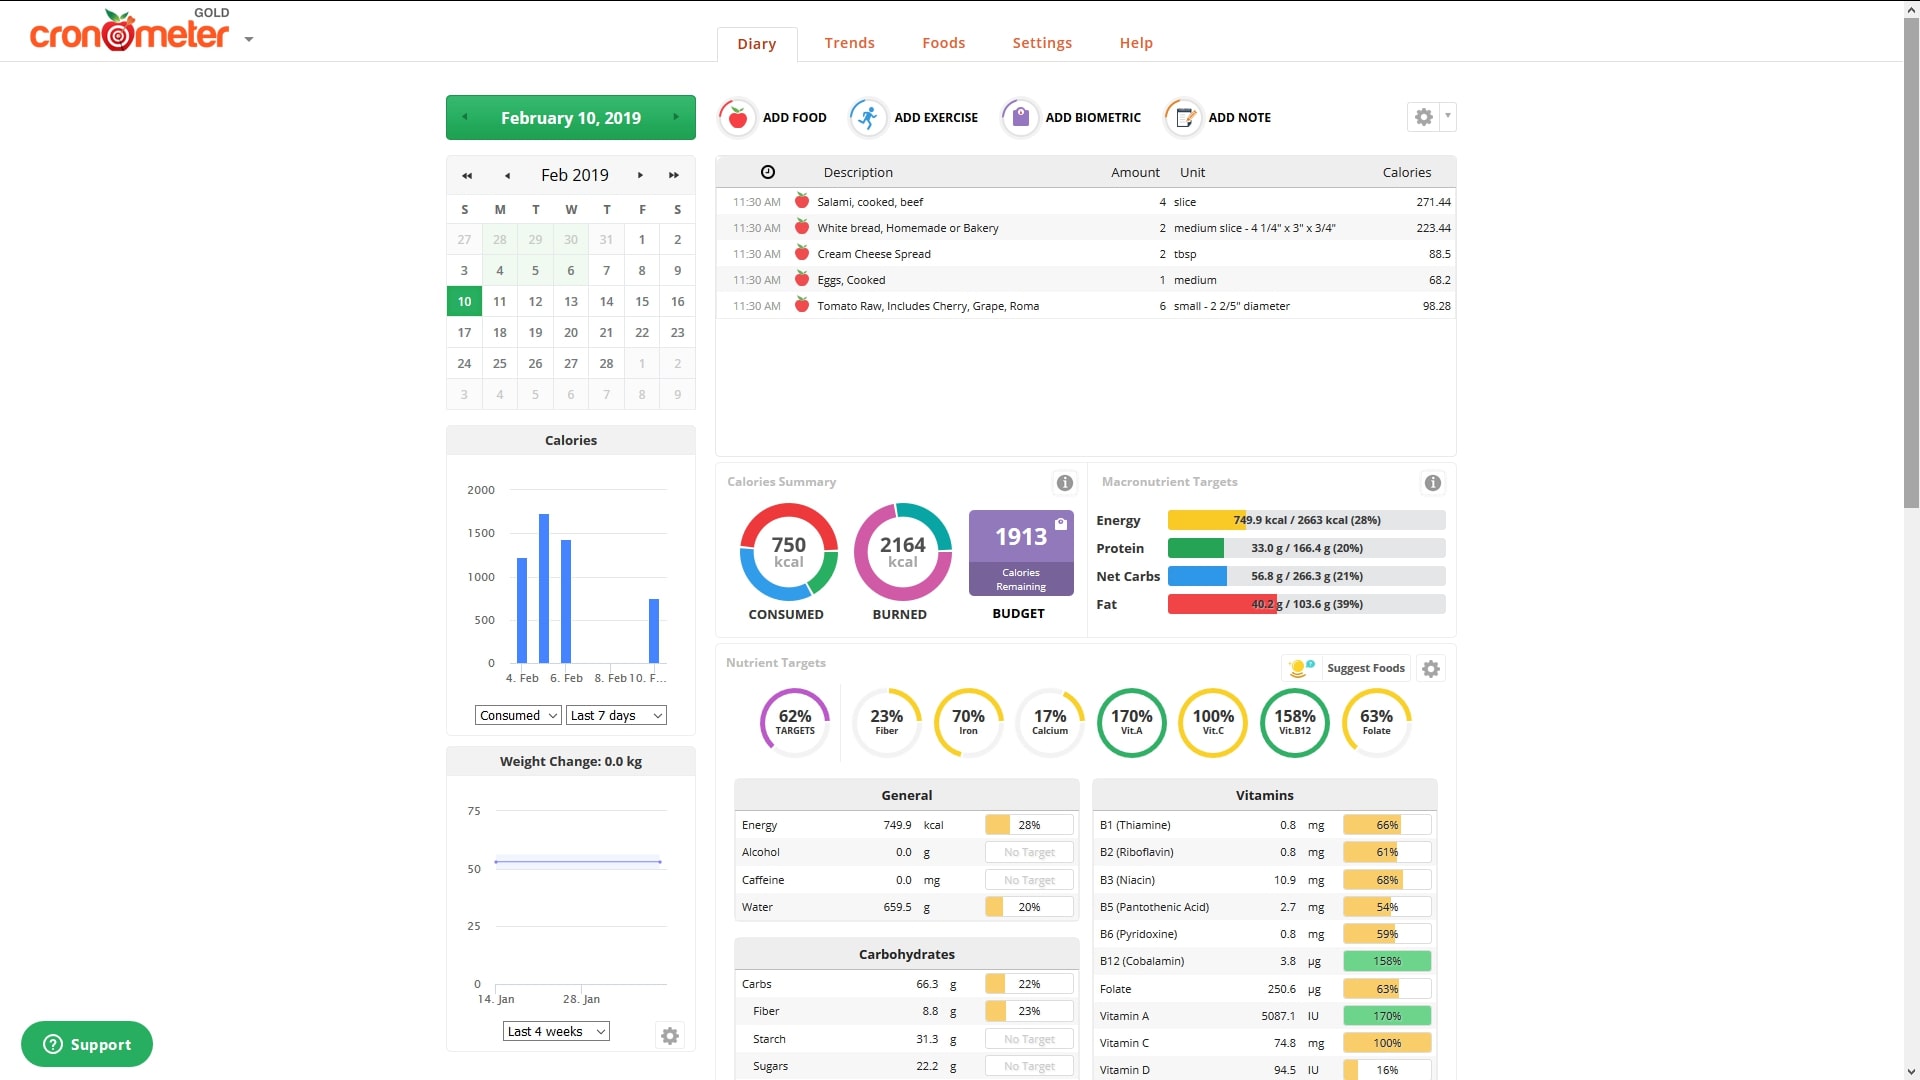 GOLD
cronometer
Diary Trends Foods Settings Help
February 10, 2019
ADD FOOD ADD EXERCISE ADD BIOMETRIC ADD NOTE
Feb 2019
S M T W T F S
27 28 29 30 31 1 2
3 4 5 6 7 8 9
10 11 12 13 14 15 16
17 18 19 20 21 22 23
24 25 26 27 28 1 2
3 4 5 6 7 8 9
Description Amount Unit Calories
11:30 AM Salami, cooked, beef 4 slice 271.44
11:30 AM White bread, Homemade or Bakery 2 medium slice - 4 1/4" x 3" x 3/4" 223.44
11:30 AM Cream Cheese Spread 2 tbsp 88.5
11:30 AM Eggs, Cooked 1 medium 68.2
11:30 AM Tomato Raw, Includes Cherry, Grape, Roma 6 small - 2 2/5" diameter 98.28
Calories
2000
1500
1000
500
0
4. Feb 6. Feb 8. Feb 10. F...
Consumed Last 7 days
Weight Change: 0.0 kg
75
50
25
0
14. Jan 28. Jan
Last 4 weeks
Support
Calories Summary
750
kcal
CONSUMED
2164
kcal
BURNED
1913
Calories
Remaining
BUDGET
Macronutrient Targets
Energy 749.9 kcal / 2663 kcal (28%)
Protein 33.0 g / 166.4 g (20%)
Net Carbs 56.8 g / 266.3 g (21%)
Fat 40.2 g / 103.6 g (39%)
Nutrient Targets
Suggest Foods
62% 23% 70% 17% 170% 100% 158% 63%
TARGETS Fiber Iron Calcium Vit.A Vit.C Vit.B12 Folate
General
Energy 749.9 kcal 28%
Alcohol 0.0 g No Target
Caffeine 0.0 mg No Target
Water 659.5 g 20%
Carbohydrates
Carbs 66.3 g 22%
Fiber 8.8 g 23%
Starch 31.3 g No Target
Sugars 22.2 g No Target
Vitamins
B1 (Thiamine) 0.8 mg 66%
B2 (Riboflavin) 0.8 mg 61%
B3 (Niacin) 10.9 mg 68%
B5 (Pantothenic Acid) 2.7 mg 54%
B6 (Pyridoxine) 0.8 mg 59%
B12 (Cobalamin) 3.8 µg 158%
Folate 250.6 µg 63%
Vitamin A 5087.1 IU 170%
Vitamin C 74.8 mg 100%
Vitamin D 94.5 IU 16%